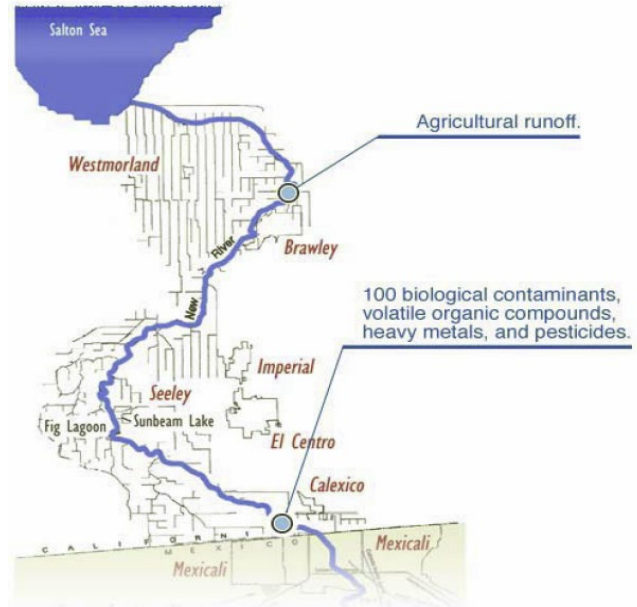 Salton Sea
Agricultural runoff.
Westmorland
New River
Brawley
100 biological contaminants,
volatile organic compounds,
heavy metals, and pesticides.
Imperial
Seeley
Fig Lagoon
Sunbeam Lake
El Centro
Calexico
CALIFORNIA
MEXICO
Mexicali
Mexicali